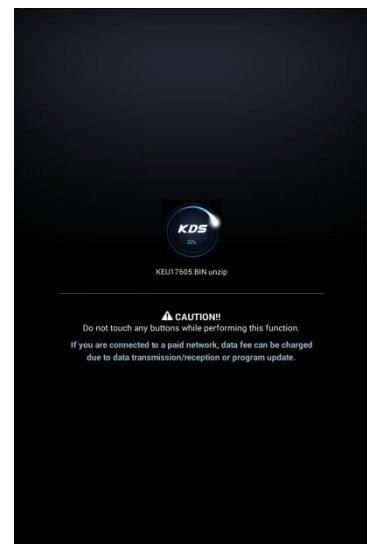 KDS
KEU17605.BIN unzip
CAUTION!!
Do not touch any buttons while performing this function.
If you are connected to a paid network, data fee can be charged
due to data transmission/reception or program update.